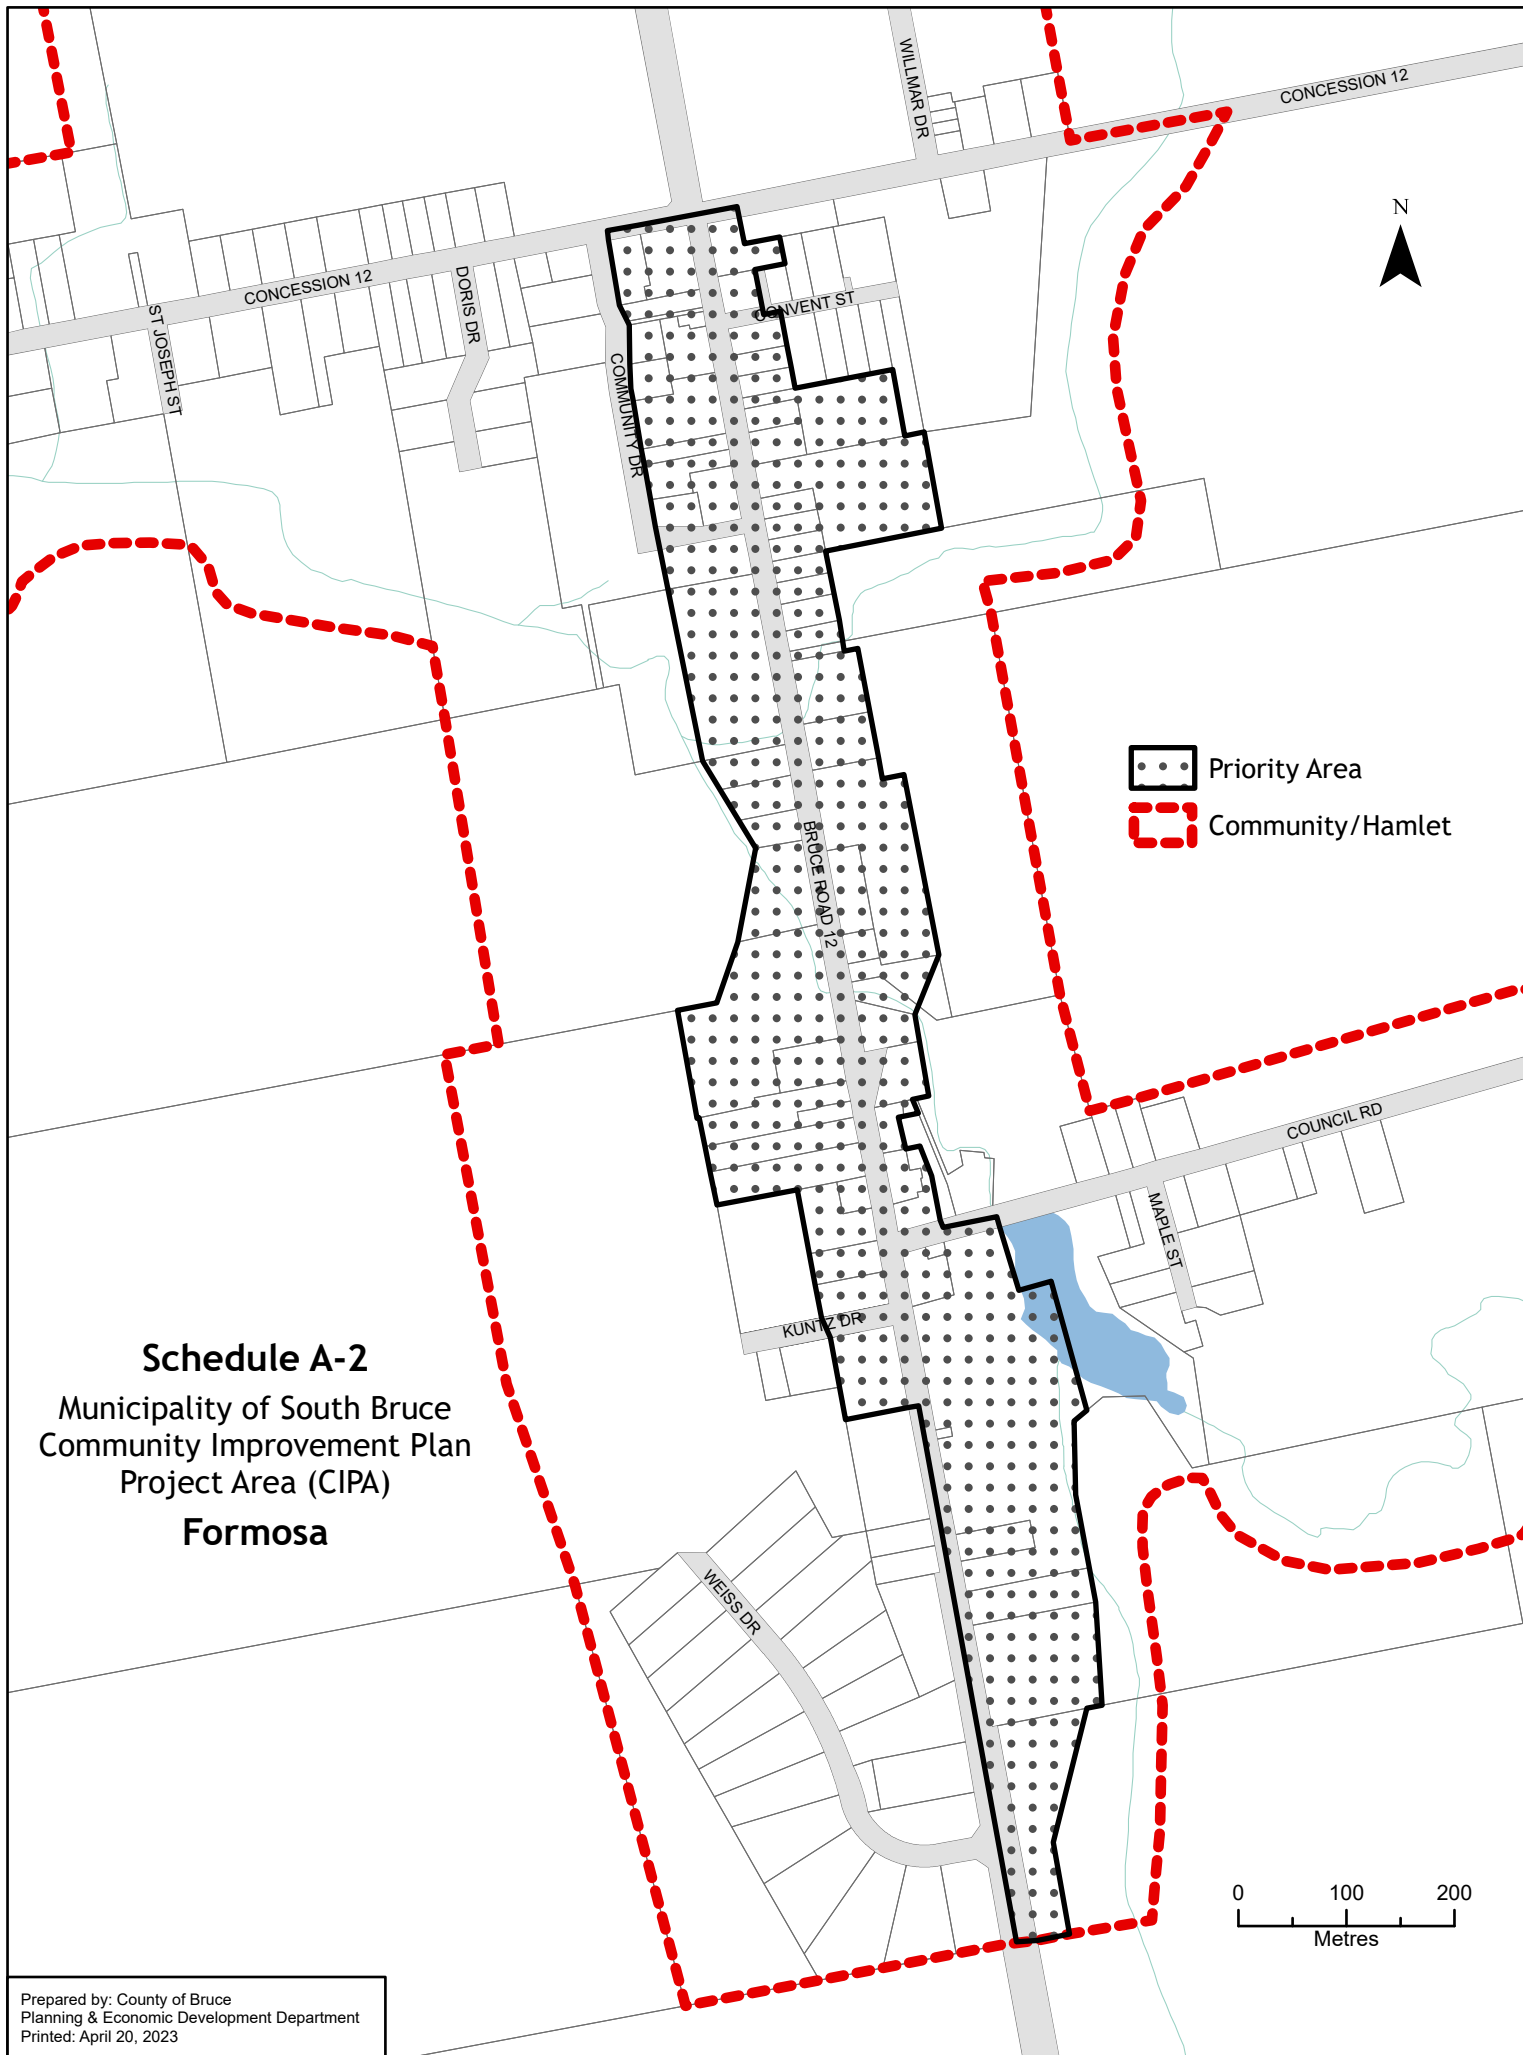 WILLMAR DR
CONCESSION 12
N
CONCESSION 12
DORIS DR
CONVENT ST
ST JOSEPH ST
COMMUNITY DR
Priority Area
Community/Hamlet
BRUCE ROAD 12
COUNCIL RD
MAPLE ST
KUNTZ DR
Schedule A-2
Municipality of South Bruce
Community Improvement Plan
Project Area (CIPA)
Formosa
WEISS DR
0 100 200
Metres
Prepared by: County of Bruce
Planning & Economic Development Department
Printed: April 20, 2023